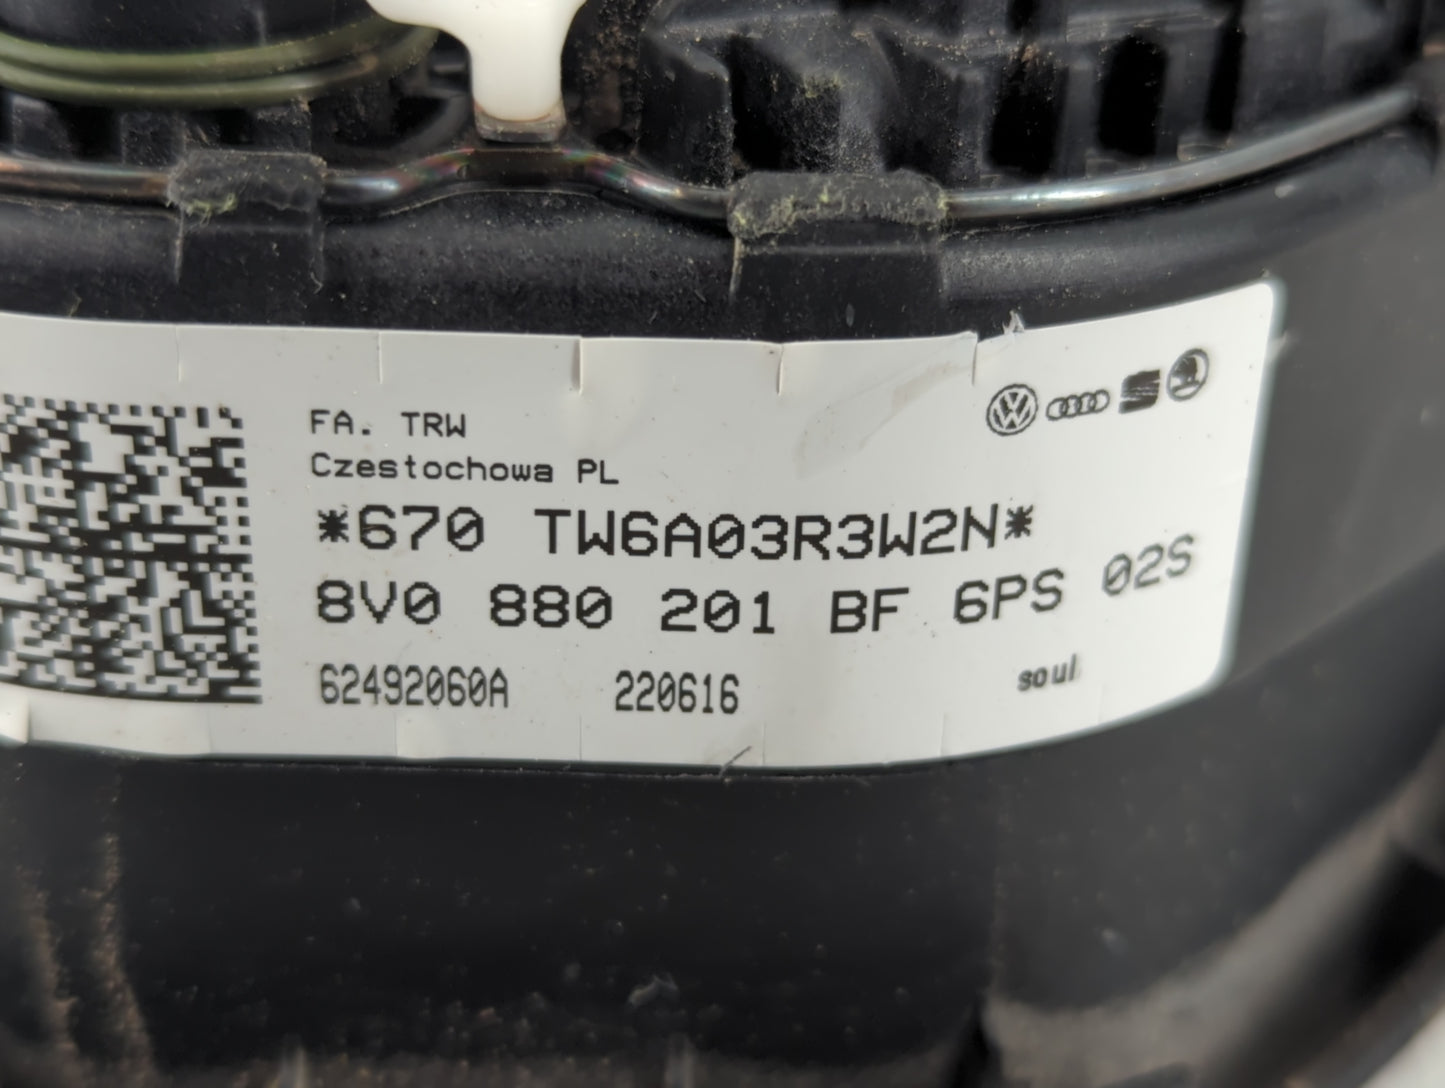 FA. TRW
Czestochowa PL
*670 TW6A03R3W2N*
8V0 880 201 BF 6PS 02S
62492060A 220616 soul